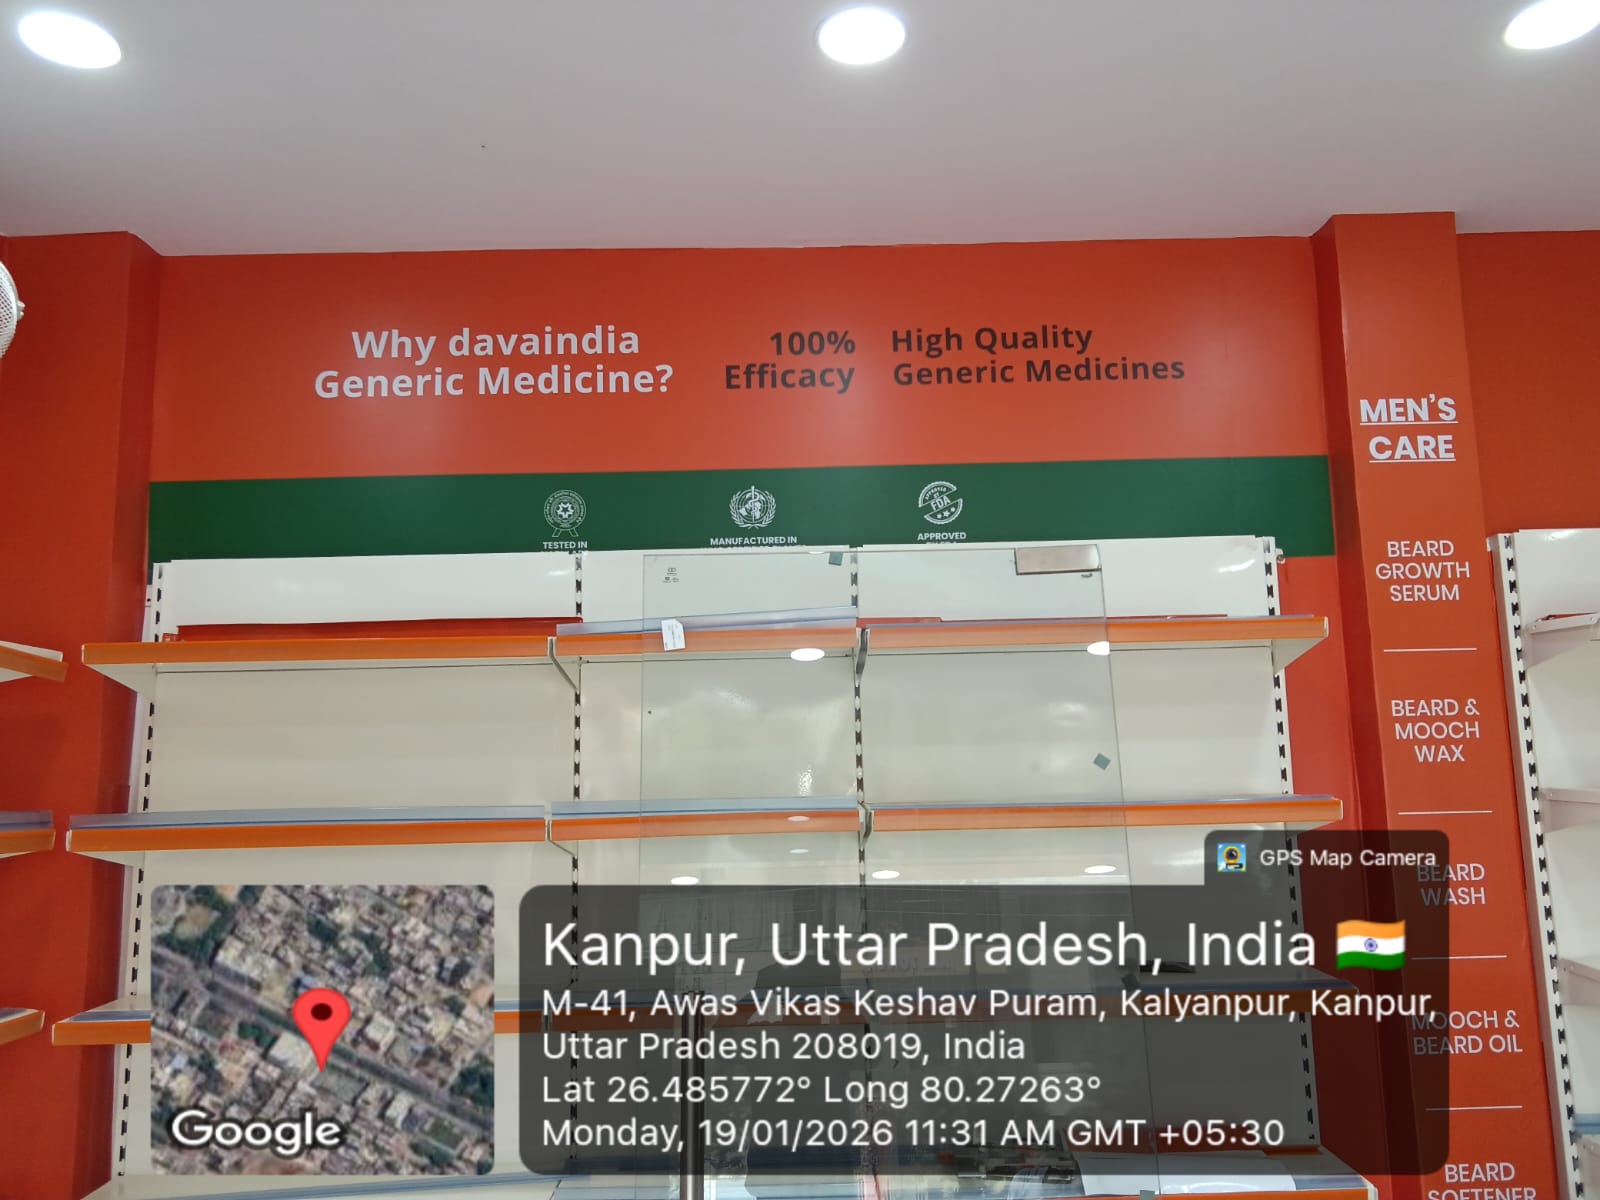 Why davaindia
Generic Medicine?
100%
Efficacy
High Quality
Generic Medicines
TESTED IN
MANUFACTURED IN
APPROVED
FDA
APPROVED
MEN'S
CARE
BEARD
GROWTH
SERUM
BEARD &
MOOCH
WAX
BEARD
WASH
MOOCH &
BEARD OIL
BEARD
SOFTENER
GPS Map Camera
Kanpur, Uttar Pradesh, India
M-41, Awas Vikas Keshav Puram, Kalyanpur, Kanpur,
Uttar Pradesh 208019, India
Lat 26.485772° Long 80.27263°
Monday, 19/01/2026 11:31 AM GMT +05:30
Google